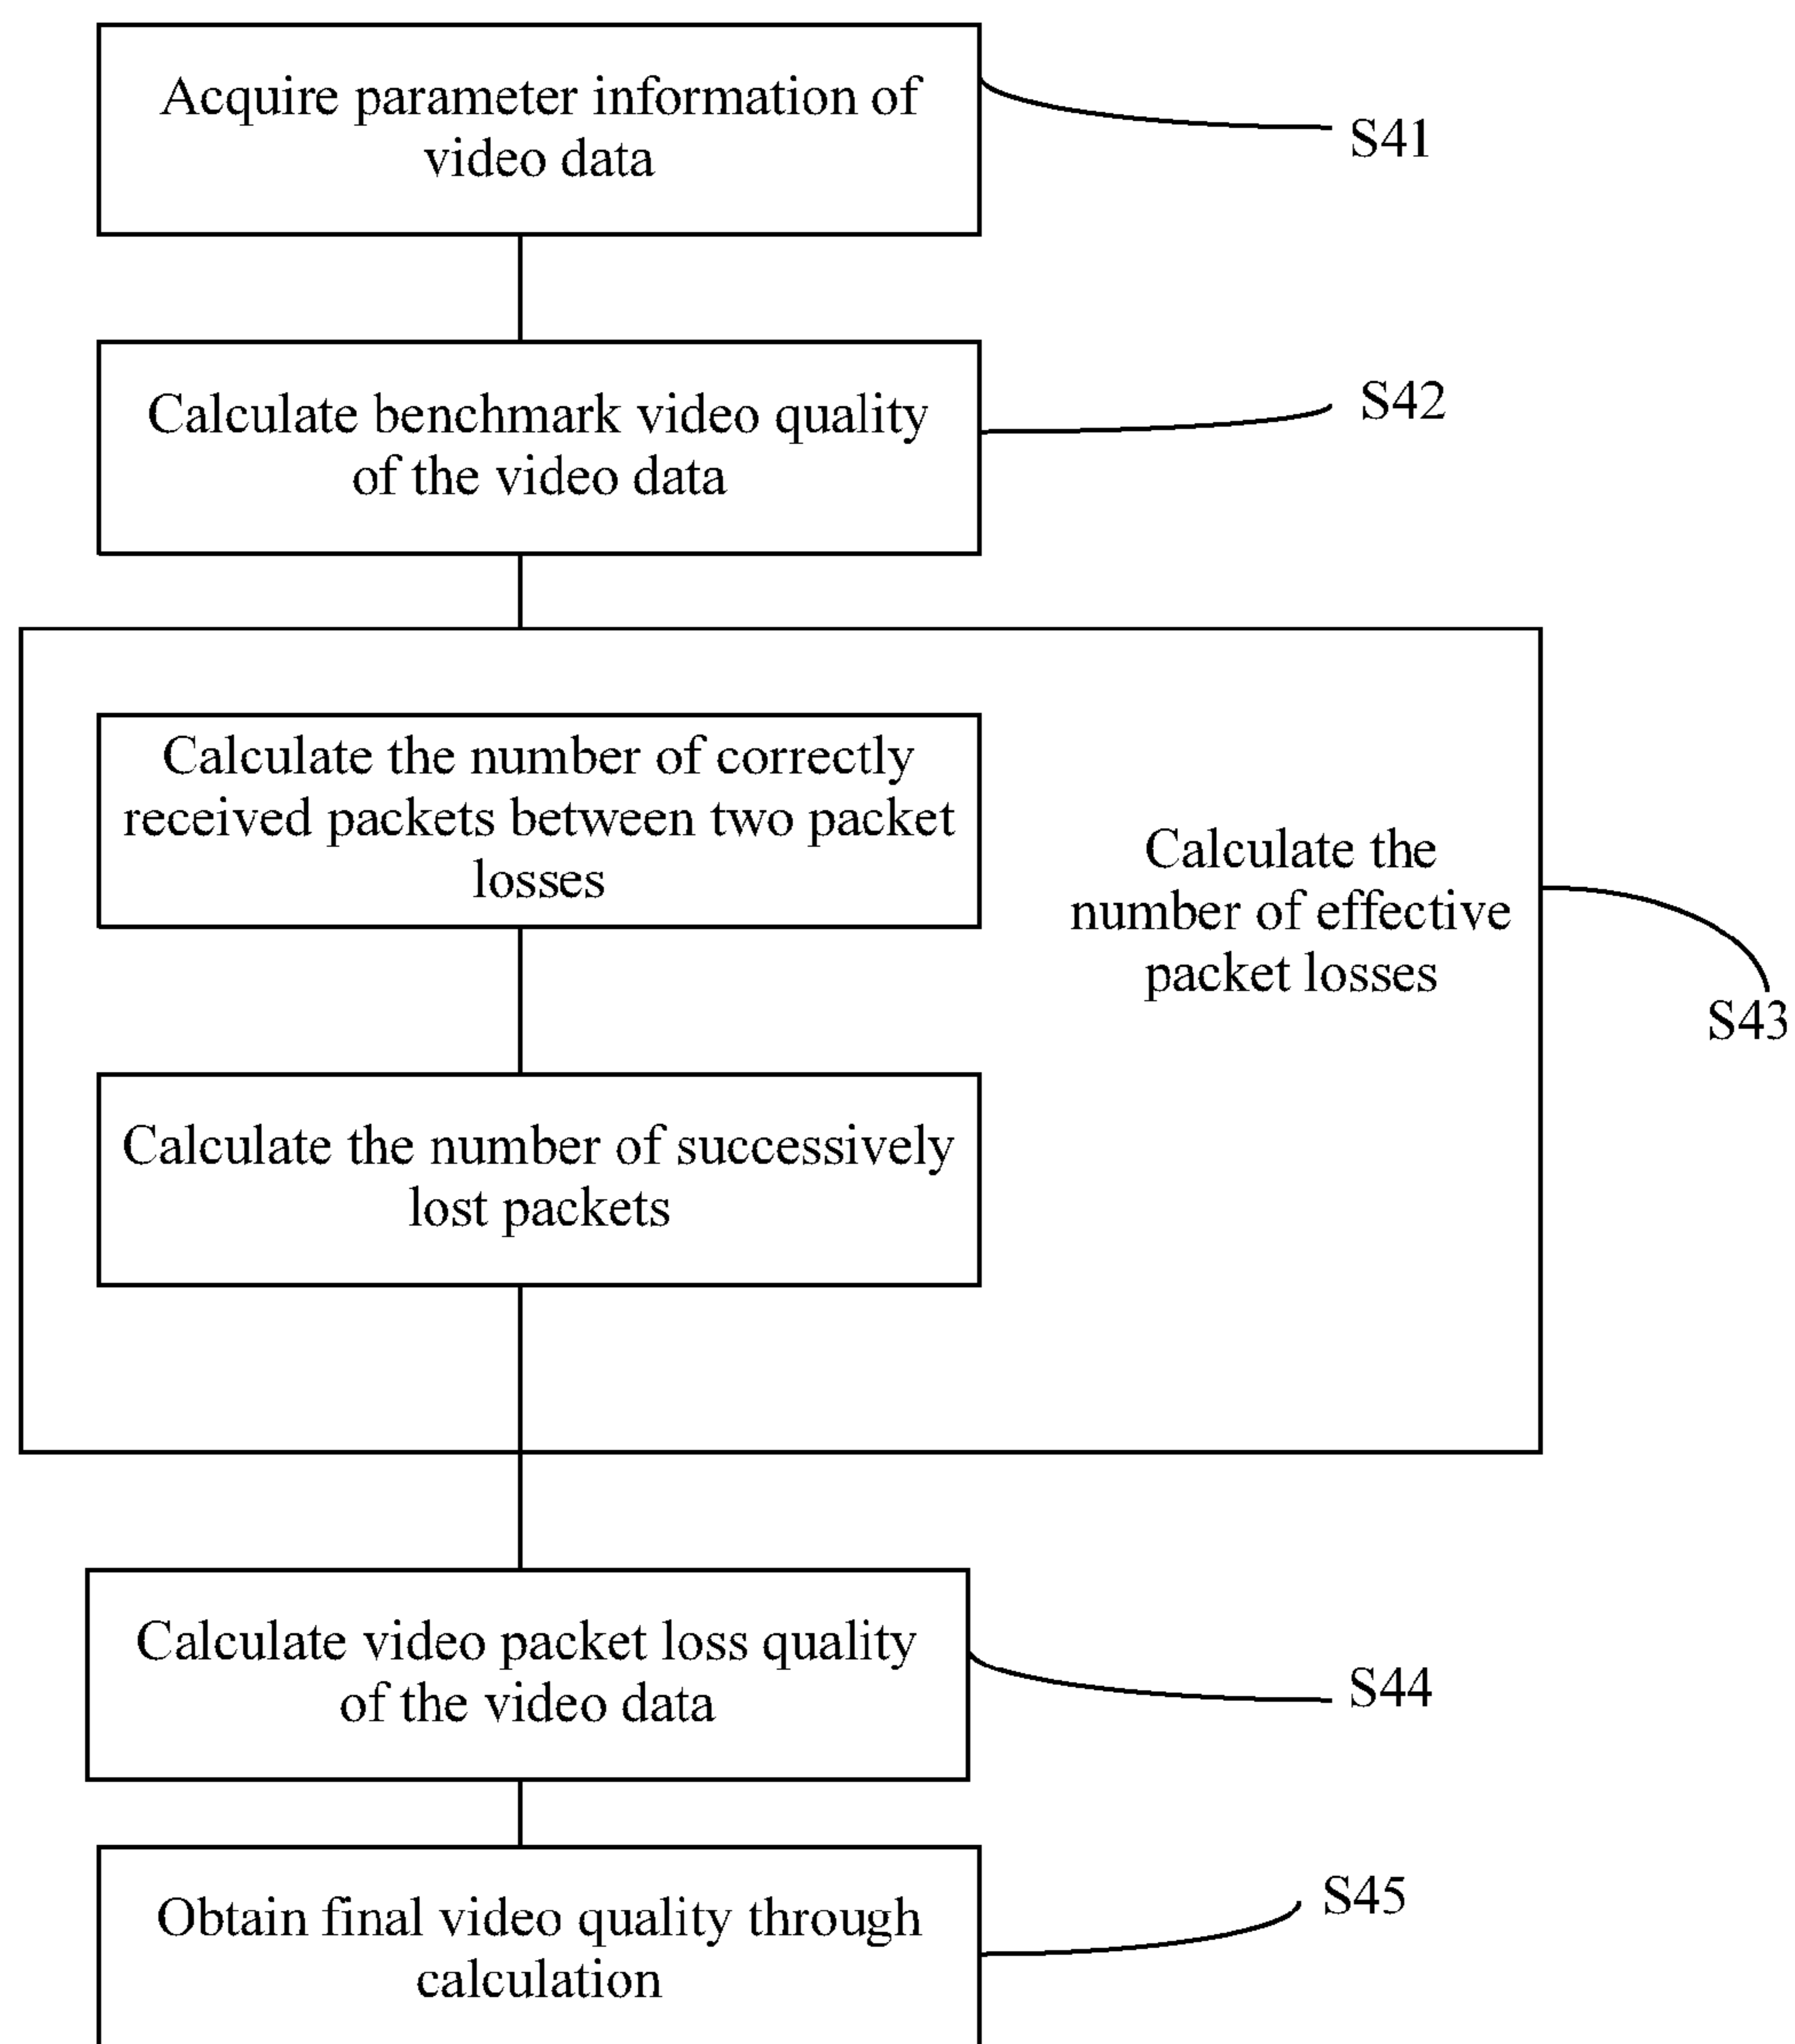 Acquire parameter information of
video data
S41
Calculate benchmark video quality
of the video data
S42
Calculate the number of correctly
received packets between two packet
losses
Calculate the
number of effective
packet losses
S43
Calculate the number of successively
lost packets
Calculate video packet loss quality
of the video data
S44
Obtain final video quality through
calculation
S45